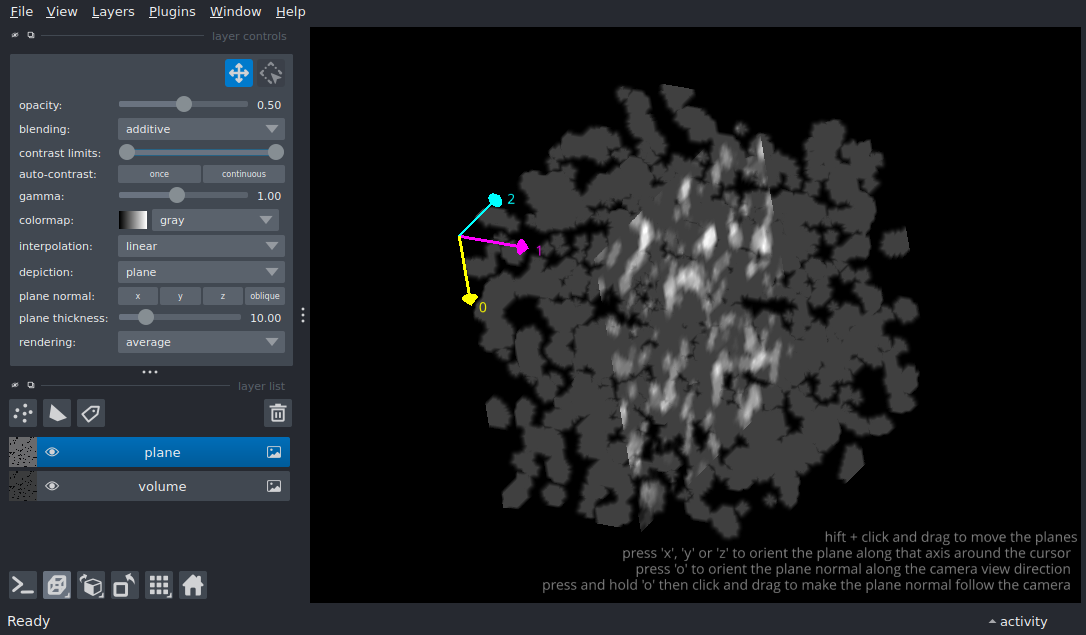 File View Layers Plugins Window Help
layer controls
opacity: 0.50
blending: additive
contrast limits:
auto-contrast: once continuous
gamma: 1.00
colormap: gray
interpolation: linear
depiction: plane
plane normal: x y z oblique
plane thickness: 10.00
rendering: average
layer list
plane
volume
2
1
0
hift + click and drag to move the planes
press 'x', 'y' or 'z' to orient the plane along that axis around the cursor
press 'o' to orient the plane normal along the camera view direction
press and hold 'o' then click and drag to make the plane normal follow the camera
Ready activity